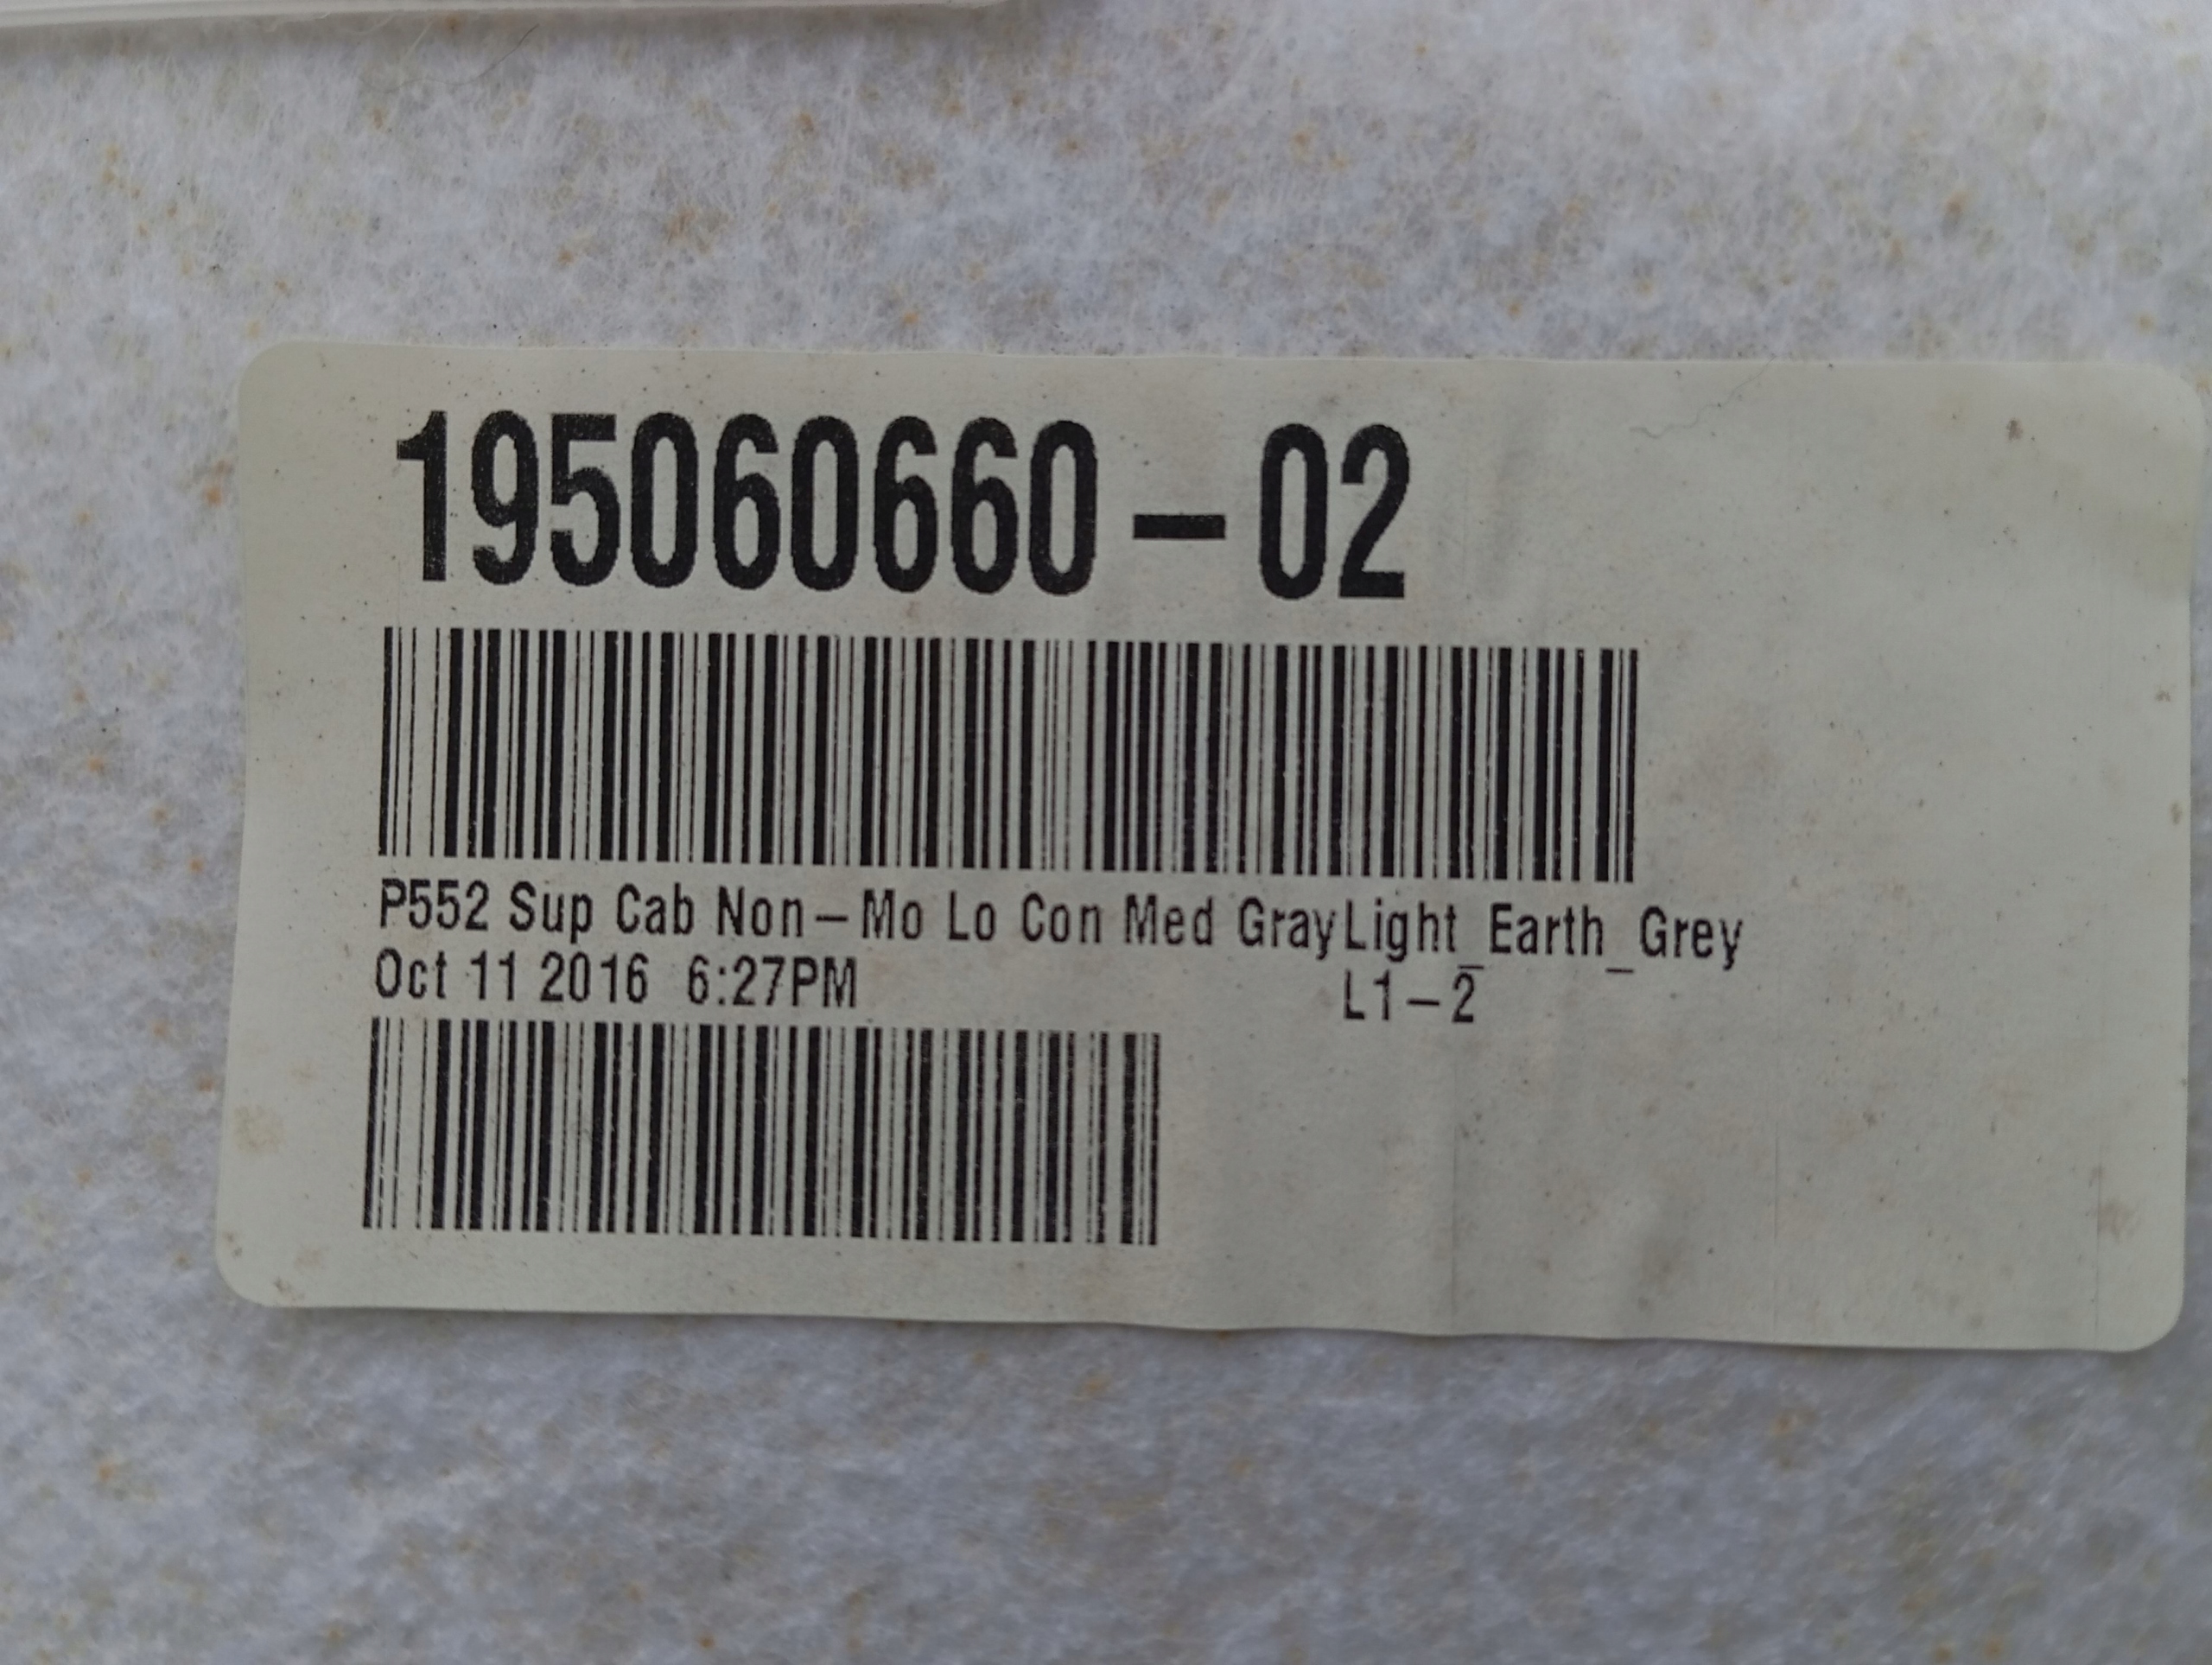 195060660-02
P552 Sup Cab Non-Mo Lo Con Med GrayLight_Earth_Grey
Oct 11 2016 6:27PM L1-2